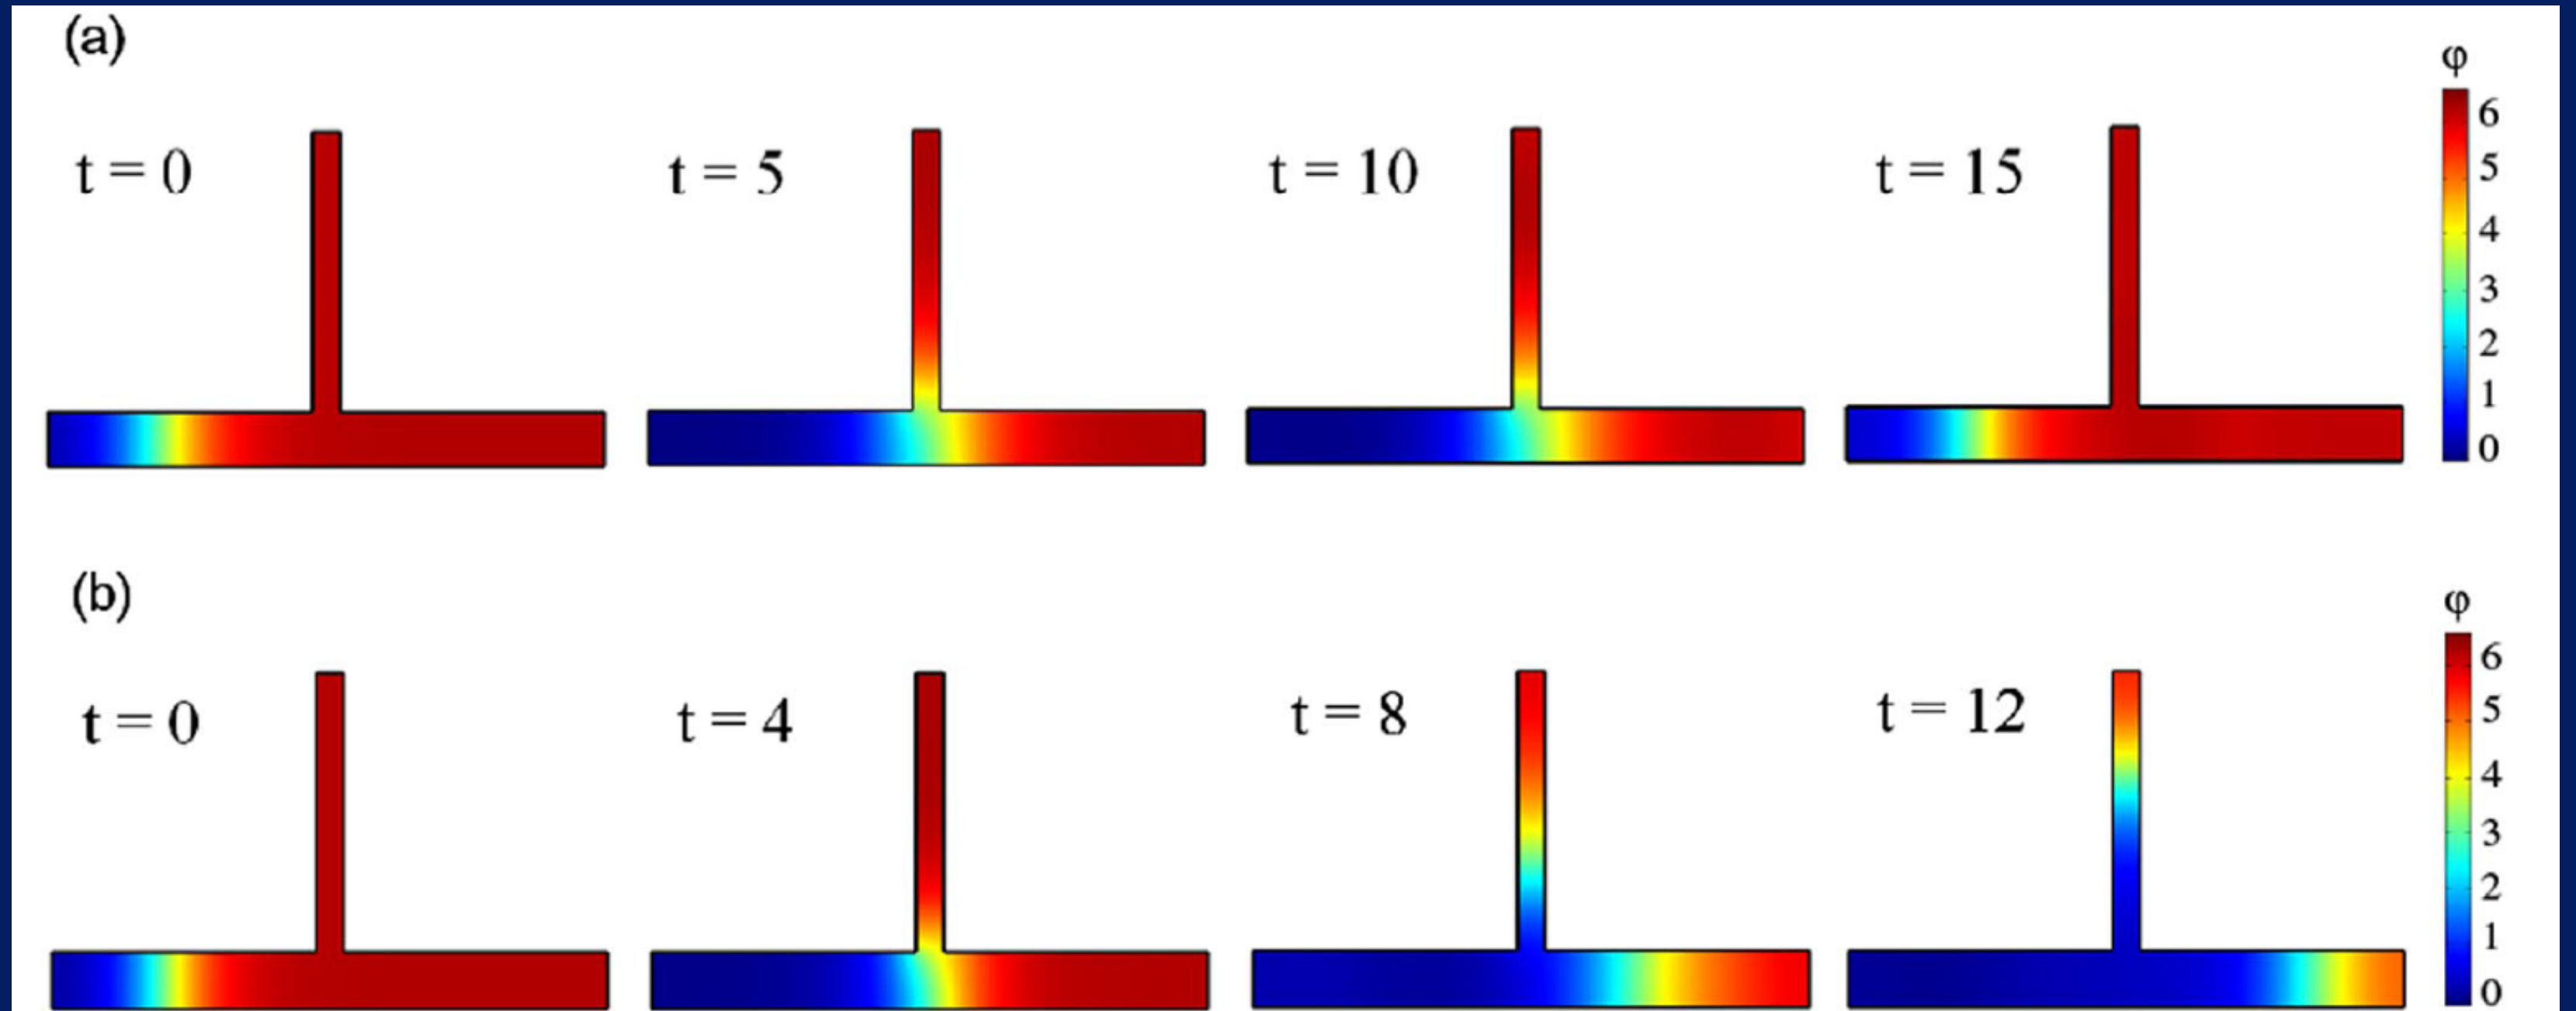 (a)
φ
t = 0
t = 5
t = 10
t = 15
6
5
4
3
2
1
0
(b)
φ
t = 0
t = 4
t = 8
t = 12
6
5
4
3
2
1
0